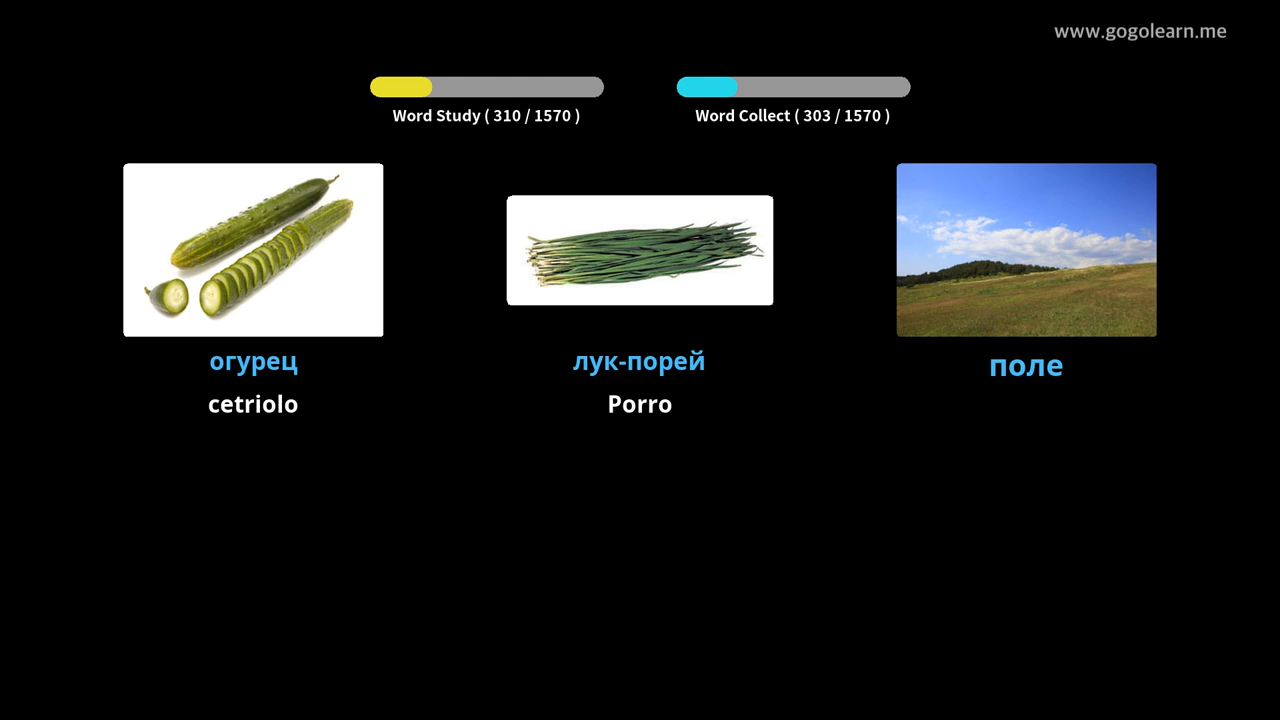 www.gogolearn.me
Word Study ( 310 / 1570 )
Word Collect ( 303 / 1570 )
огурец
лук-порей
поле
cetriolo
Porro